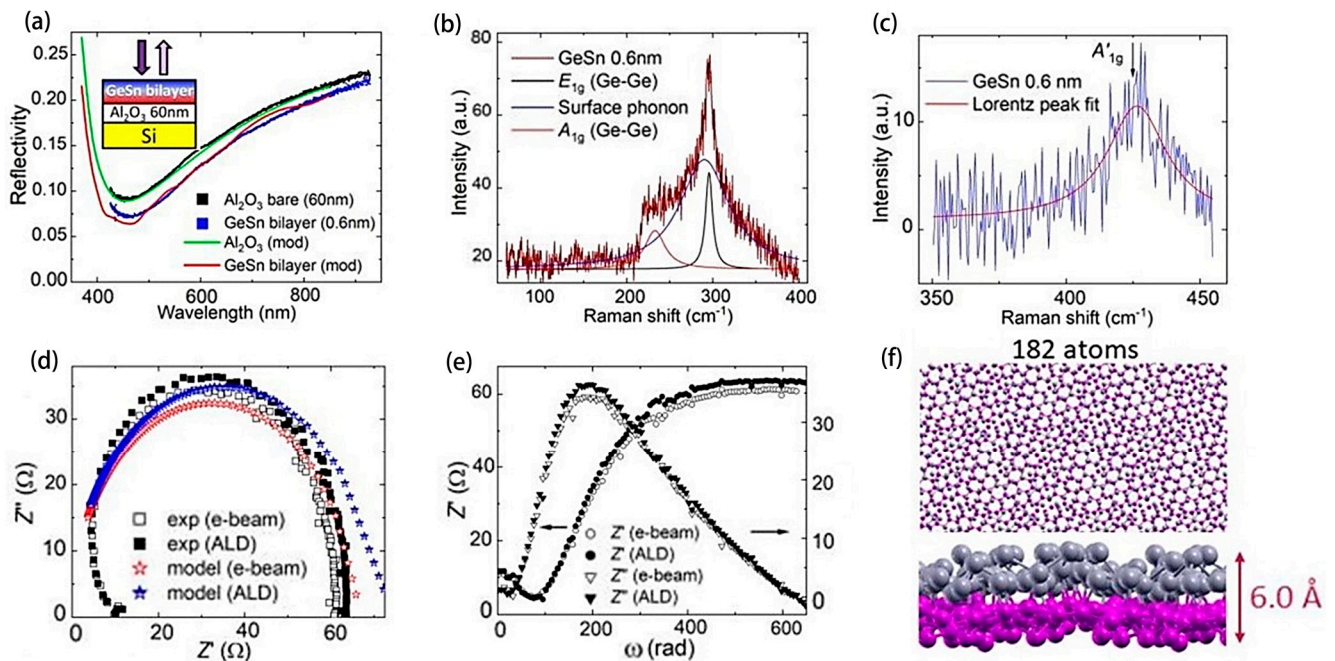 (a)
GeSn bilayer
Al₂O₃ 60nm
Si
Al₂O₃ bare (60nm)
GeSn bilayer (0.6nm)
Al₂O₃ (mod)
GeSn bilayer (mod)
Reflectivity
0.25
0.20
0.15
0.10
0.05
0.00
400
600
800
Wavelength (nm)
(b)
GeSn 0.6nm
E₁g (Ge-Ge)
Surface phonon
A₁g (Ge-Ge)
Intensity (a.u.)
80
60
40
20
100
200
300
400
Raman shift (cm⁻¹)
(c)
A'₁g
GeSn 0.6 nm
Lorentz peak fit
Intensity (a.u.)
10
0
350
400
450
Raman shift (cm⁻¹)
(d)
Z'' (Ω)
30
20
10
0
exp (e-beam)
exp (ALD)
model (e-beam)
model (ALD)
0
20
40
60
Z' (Ω)
(e)
Z' (Ω)
60
40
20
0
30
20
10
0
Z' (e-beam)
Z' (ALD)
Z'' (e-beam)
Z'' (ALD)
0
200
400
600
ω (rad)
(f)
182 atoms
6.0 Å